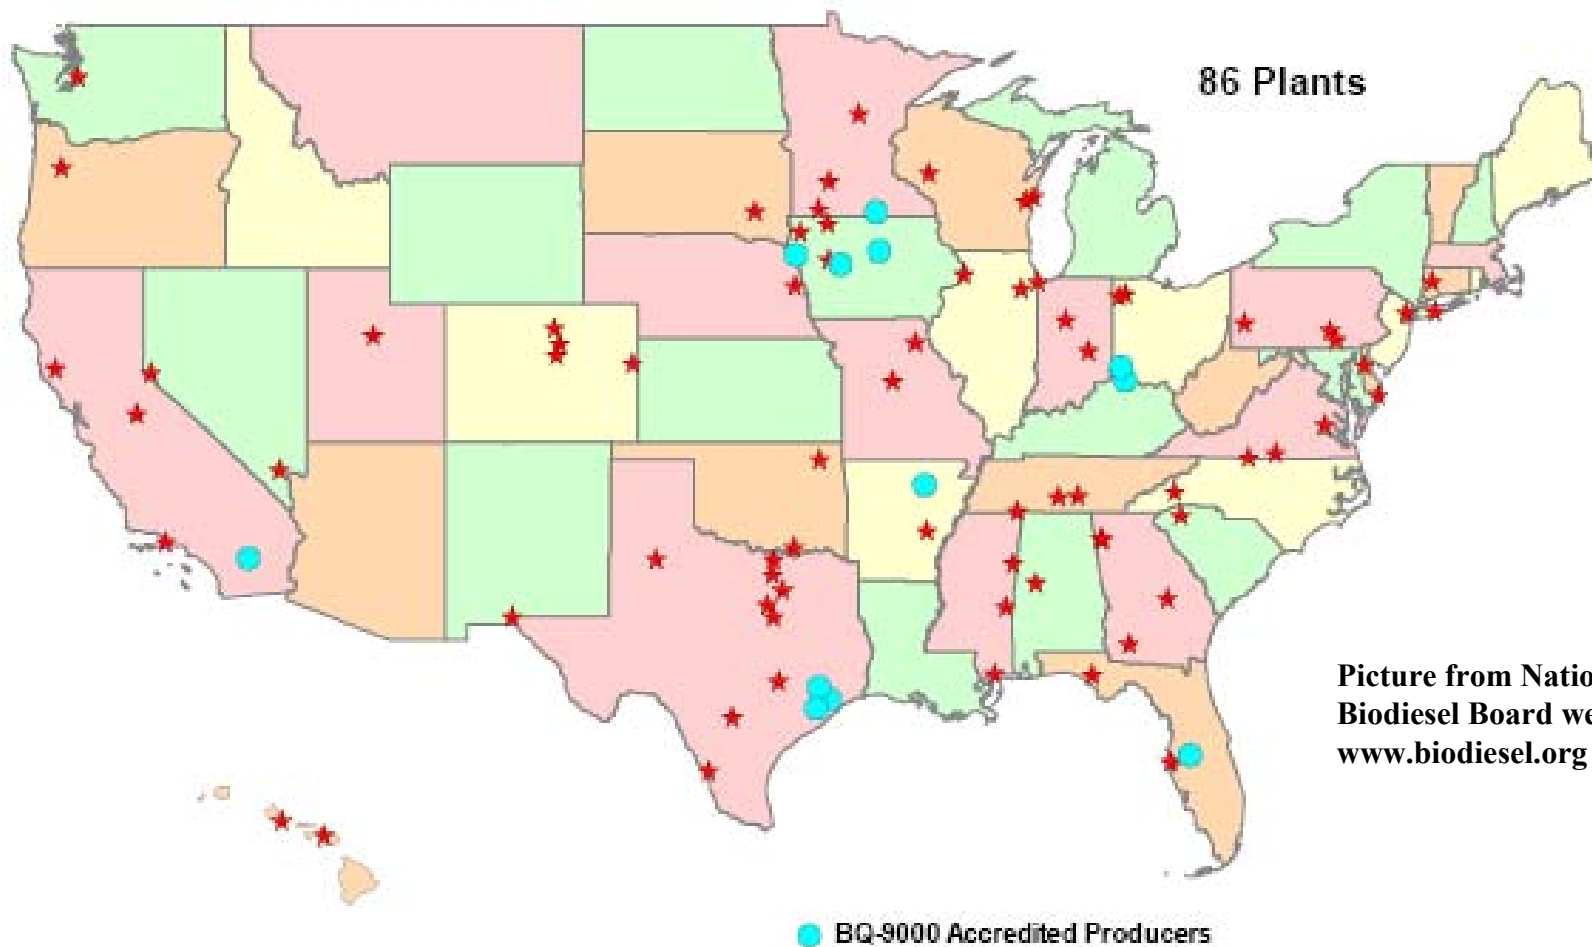 86 Plants
Picture from Natio
Biodiesel Board we
www.biodiesel.org
BQ-9000 Accredited Producers